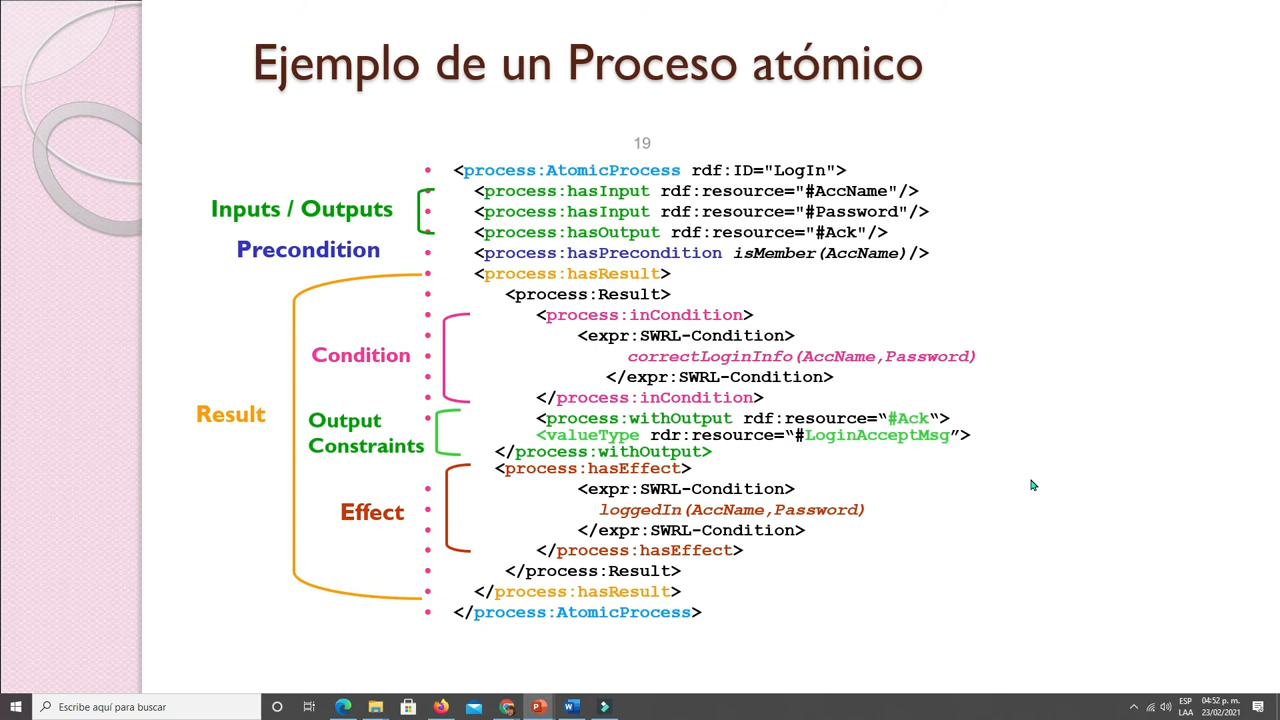 Ejemplo de un Proceso atómico
19
<process:AtomicProcess rdf:ID="LogIn">
Inputs / Outputs
<process:hasInput rdf:resource="#AccName"/>
<process:hasInput rdf:resource="#Password"/>
<process:hasOutput rdf:resource="#Ack"/>
Precondition
<process:hasPrecondition isMember(AccName)/>
Result
<process:hasResult>
<process:Result>
Condition
<process:inCondition>
<expr:SWRL-Condition>
correctLoginInfo(AccName,Password)
</expr:SWRL-Condition>
</process:inCondition>
Output
Constraints
<process:withOutput rdf:resource=“#Ack“>
<valueType rdr:resource=“#LoginAcceptMsg”>
</process:withOutput>
Effect
<process:hasEffect>
<expr:SWRL-Condition>
loggedIn(AccName,Password)
</expr:SWRL-Condition>
</process:hasEffect>
</process:Result>
</process:hasResult>
</process:AtomicProcess>
Escribe aquí para buscar
ESP
LAA
04:52 p. m.
23/02/2021